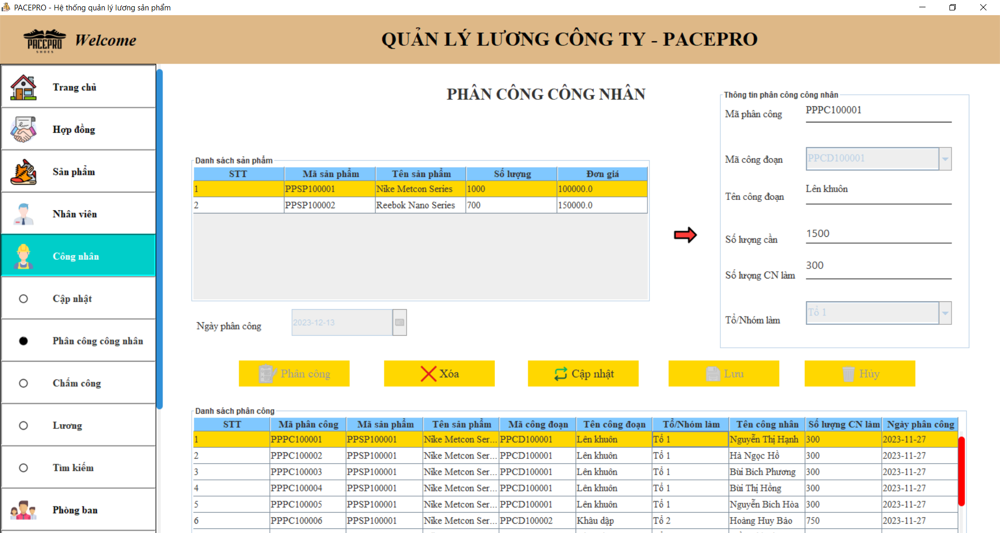 PACEPRO - Hệ thống quản lý lương sản phẩm
PACEPRO
SHOES
Welcome
QUẢN LÝ LƯƠNG CÔNG TY - PACEPRO
Trang chủ
Hợp đồng
Sản phẩm
Nhân viên
Công nhân
Cập nhật
Phân công công nhân
Chấm công
Lương
Tìm kiếm
Phòng ban
PHÂN CÔNG CÔNG NHÂN
Danh sách sản phẩm
STT Mã sản phẩm Tên sản phẩm Số lượng Đơn giá
1 PPSP100001 Nike Metcon Series 1000 100000.0
2 PPSP100002 Reebok Nano Series 700 150000.0
Ngày phân công 2023-12-13
Thông tin phân công công nhân
Mã phân công PPPC100001
Mã công đoạn PPCD100001
Tên công đoạn Lên khuôn
Số lượng cần 1500
Số lượng CN làm 300
Tổ/Nhóm làm Tổ 1
Phân công Xóa Cập nhật Lưu Hủy
Danh sách phân công
STT Mã phân công Mã sản phẩm Tên sản phẩm Mã công đoạn Tên công đoạn Tổ/Nhóm làm Tên công nhân Số lượng CN làm Ngày phân công
1 PPPC100001 PPSP100001 Nike Metcon Ser... PPCD100001 Lên khuôn Tổ 1 Nguyễn Thị Hạnh 300 2023-11-27
2 PPPC100002 PPSP100001 Nike Metcon Ser... PPCD100001 Lên khuôn Tổ 1 Hà Ngọc Hồ 300 2023-11-27
3 PPPC100003 PPSP100001 Nike Metcon Ser... PPCD100001 Lên khuôn Tổ 1 Bùi Bích Phương 300 2023-11-27
4 PPPC100004 PPSP100001 Nike Metcon Ser... PPCD100001 Lên khuôn Tổ 1 Bùi Thị Hồng 300 2023-11-27
5 PPPC100005 PPSP100001 Nike Metcon Ser... PPCD100001 Lên khuôn Tổ 1 Nguyễn Bích Hòa 300 2023-11-27
6 PPPC100006 PPSP100001 Nike Metcon Ser... PPCD100002 Khâu dập Tổ 2 Hoàng Huy Bảo 750 2023-11-27